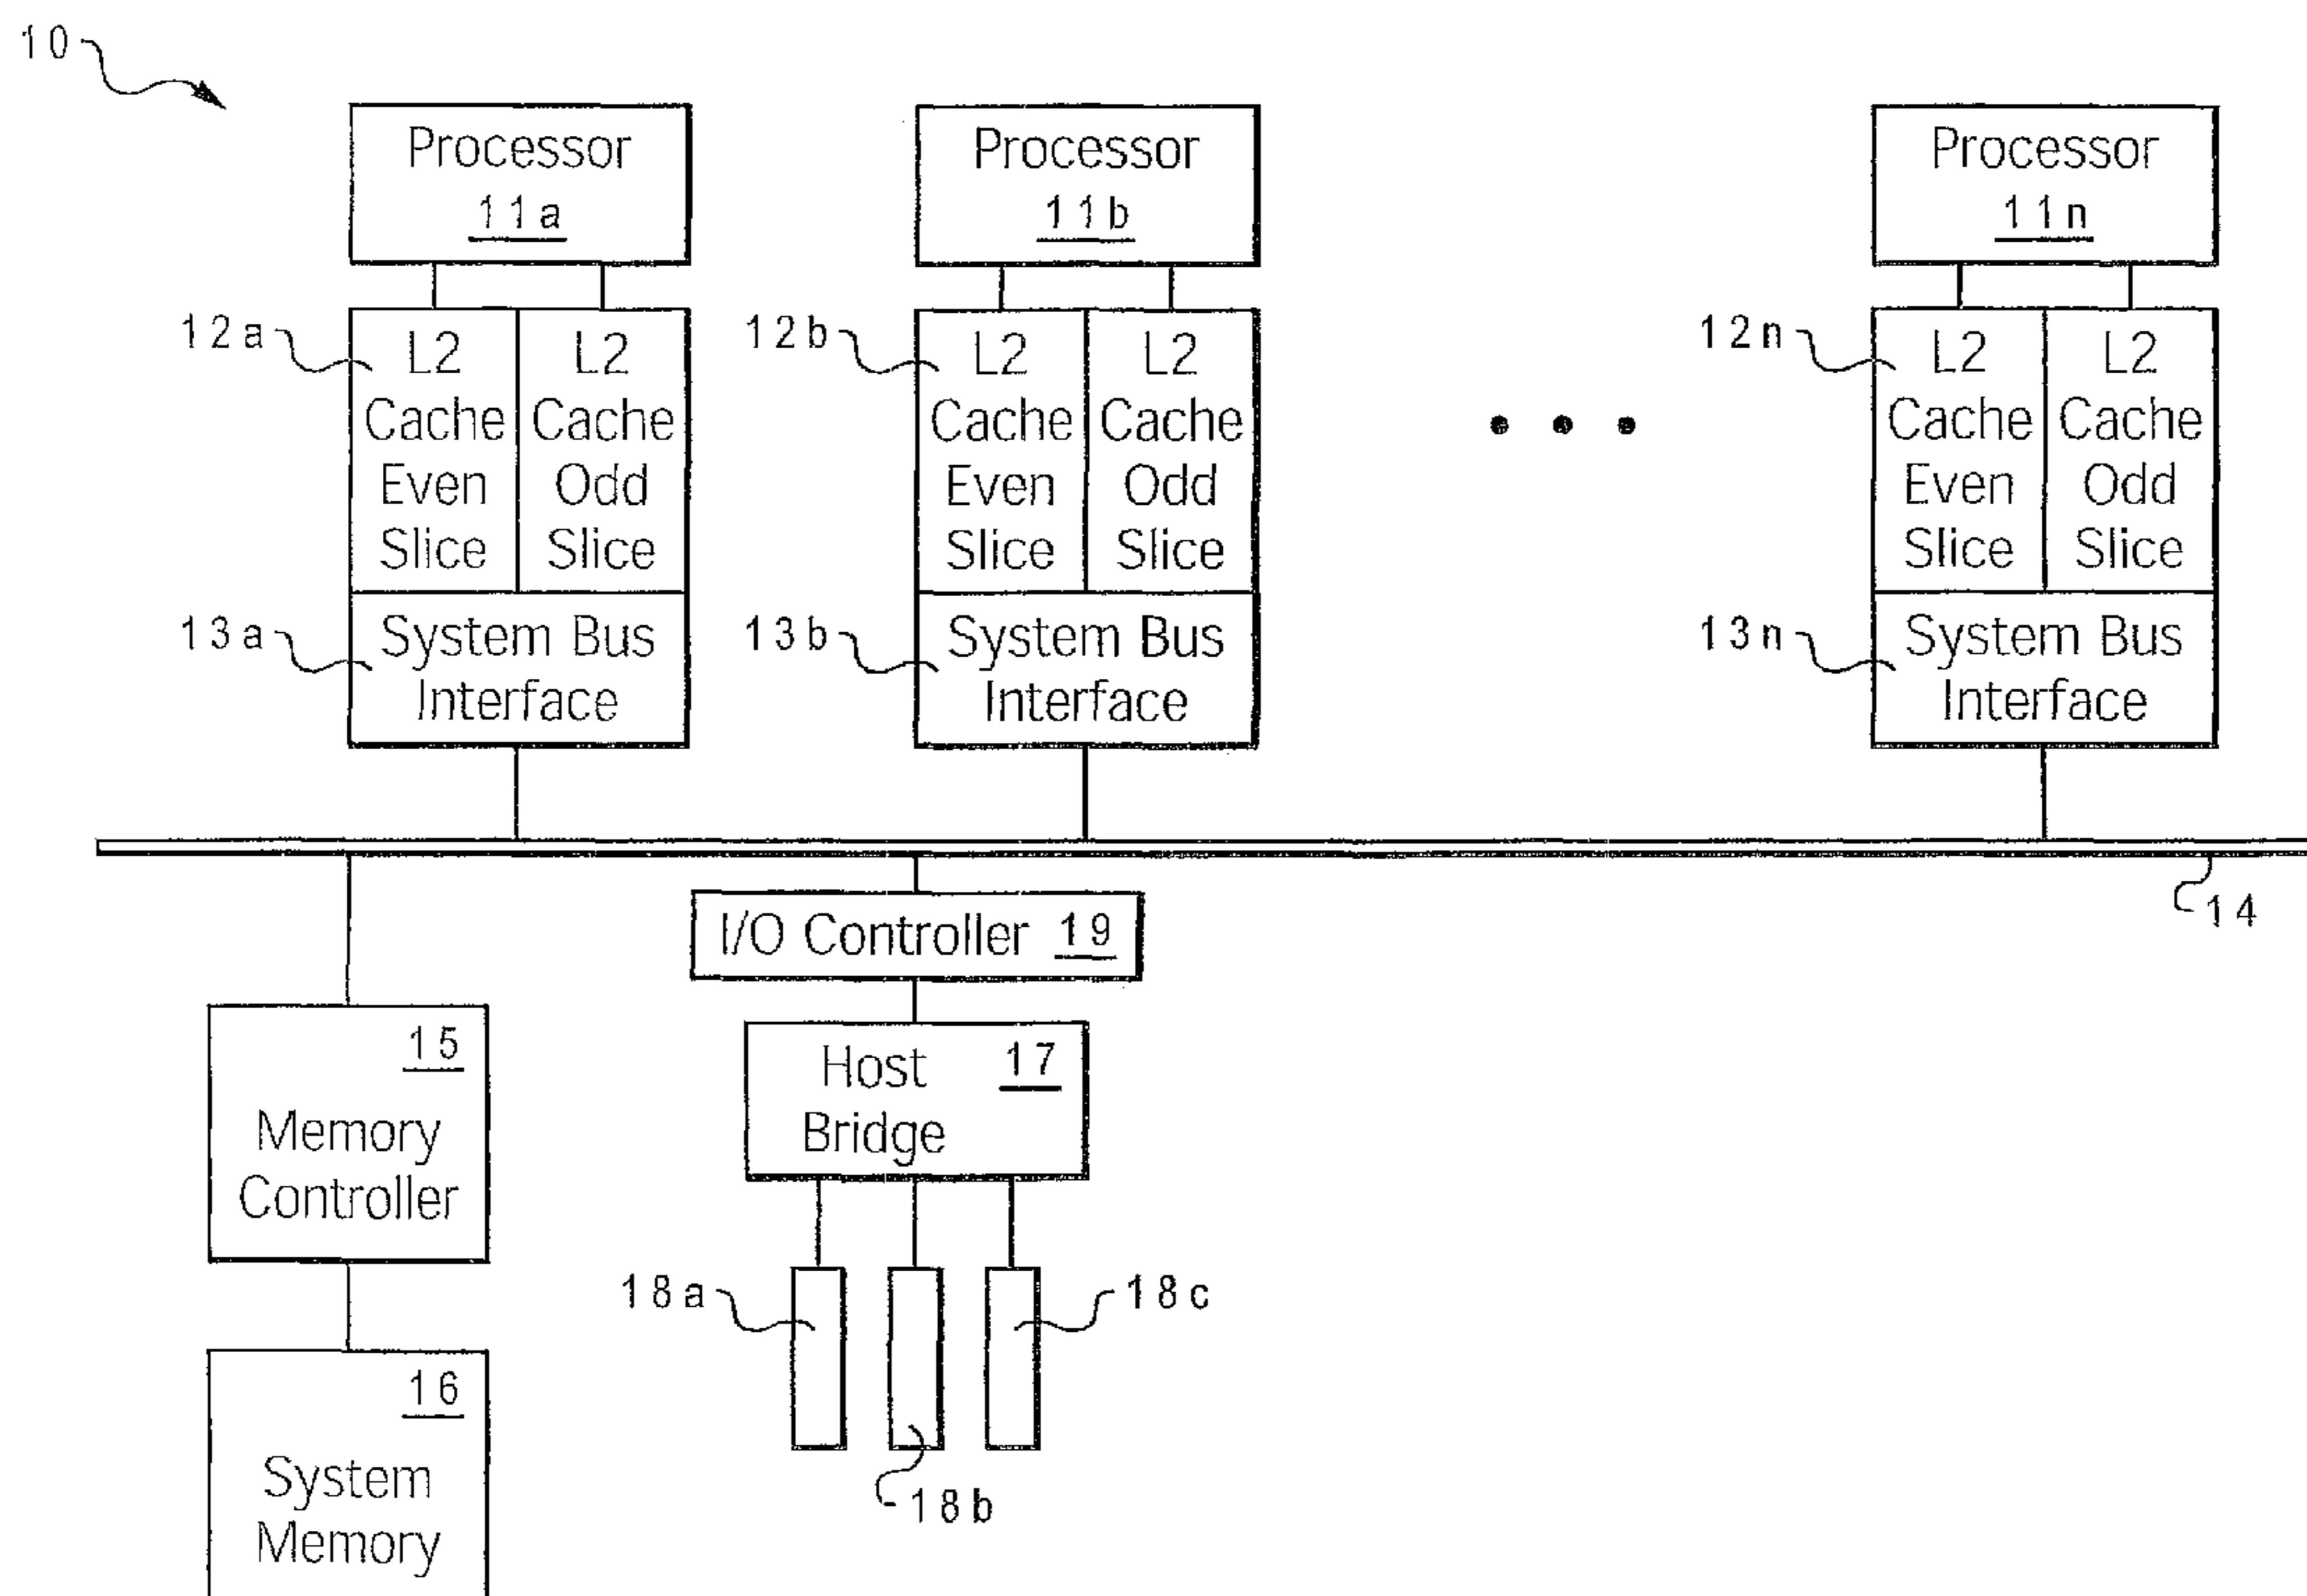 10
Processor
11a
Processor
11b
Processor
11n
12a
L2
Cache
Even
Slice
L2
Cache
Odd
Slice
12b
L2
Cache
Even
Slice
L2
Cache
Odd
Slice
12n
L2
Cache
Even
Slice
L2
Cache
Odd
Slice
13a
System Bus
Interface
13b
System Bus
Interface
13n
System Bus
Interface
14
I/O Controller 19
15
Memory
Controller
Host 17
Bridge
18a
18c
18b
16
System
Memory